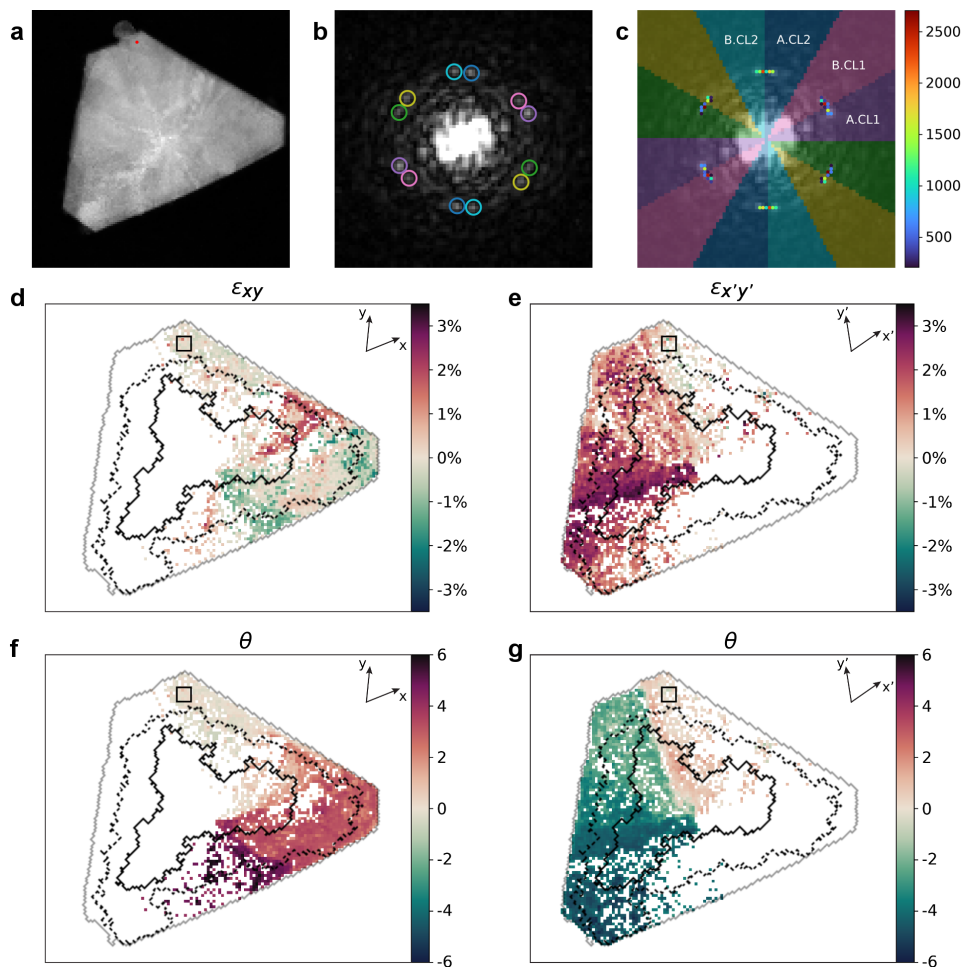 a
b
c
B.CL2
A.CL2
B.CL1
A.CL1
2500
2000
1500
1000
500
d
εxy
y
x
3%
2%
1%
0%
-1%
-2%
-3%
e
εx'y'
y'
x'
3%
2%
1%
0%
-1%
-2%
-3%
f
θ
y
x
6
4
2
0
-2
-4
-6
g
θ
y'
x'
6
4
2
0
-2
-4
-6